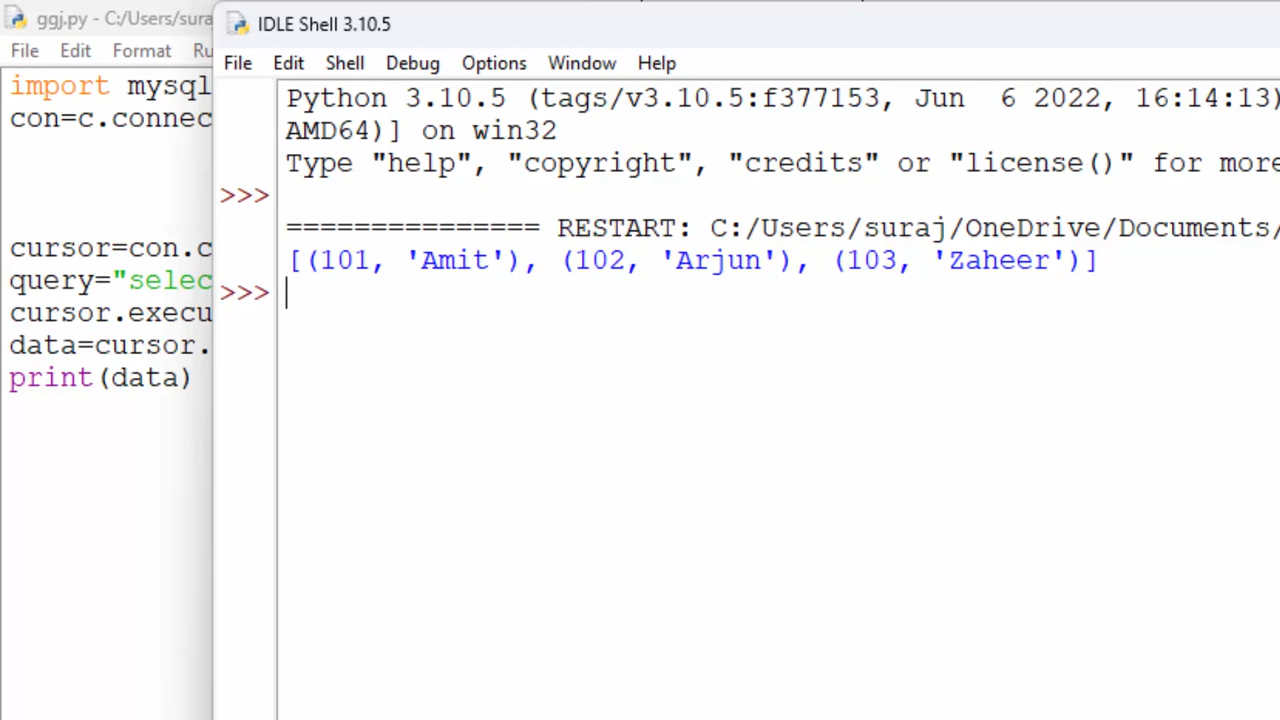 ggj.py - C:/Users/sura
File Edit Format Ru
import mysql
con=c.connec
cursor=con.c
query="selec
cursor.execu
data=cursor.
print(data)
IDLE Shell 3.10.5
File Edit Shell Debug Options Window Help
Python 3.10.5 (tags/v3.10.5:f377153, Jun  6 2022, 16:14:13)
AMD64)] on win32
Type "help", "copyright", "credits" or "license()" for more
>>>
=============== RESTART: C:/Users/suraj/OneDrive/Documents/
[(101, 'Amit'), (102, 'Arjun'), (103, 'Zaheer')]
>>>